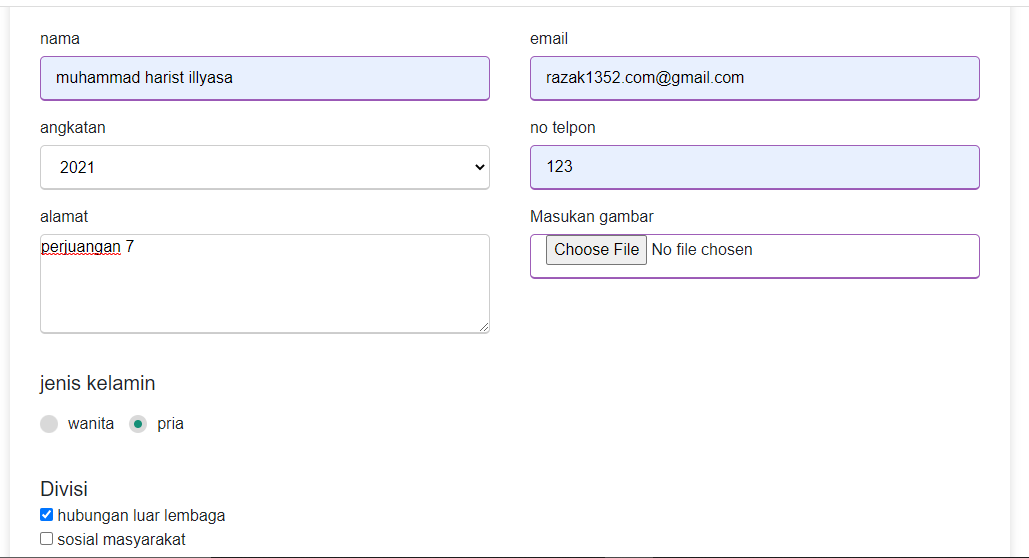 nama email
muhammad harist illyasa razak1352.com@gmail.com
angkatan no telpon
2021 123
alamat Masukan gambar
perjuangan 7 Choose File No file chosen
jenis kelamin
wanita pria
Divisi
hubungan luar lembaga
sosial masyarakat